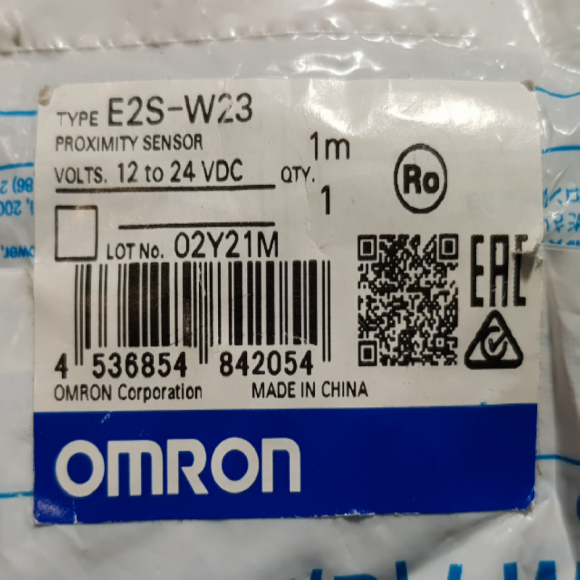 TYPE E2S-W23
PROXIMITY SENSOR
1m
VOLTS. 12 to 24 VDC
QTY. 1
Ro
LOT No. 02Y21M
EAC
4 536854 842054
OMRON Corporation MADE IN CHINA
OMRON